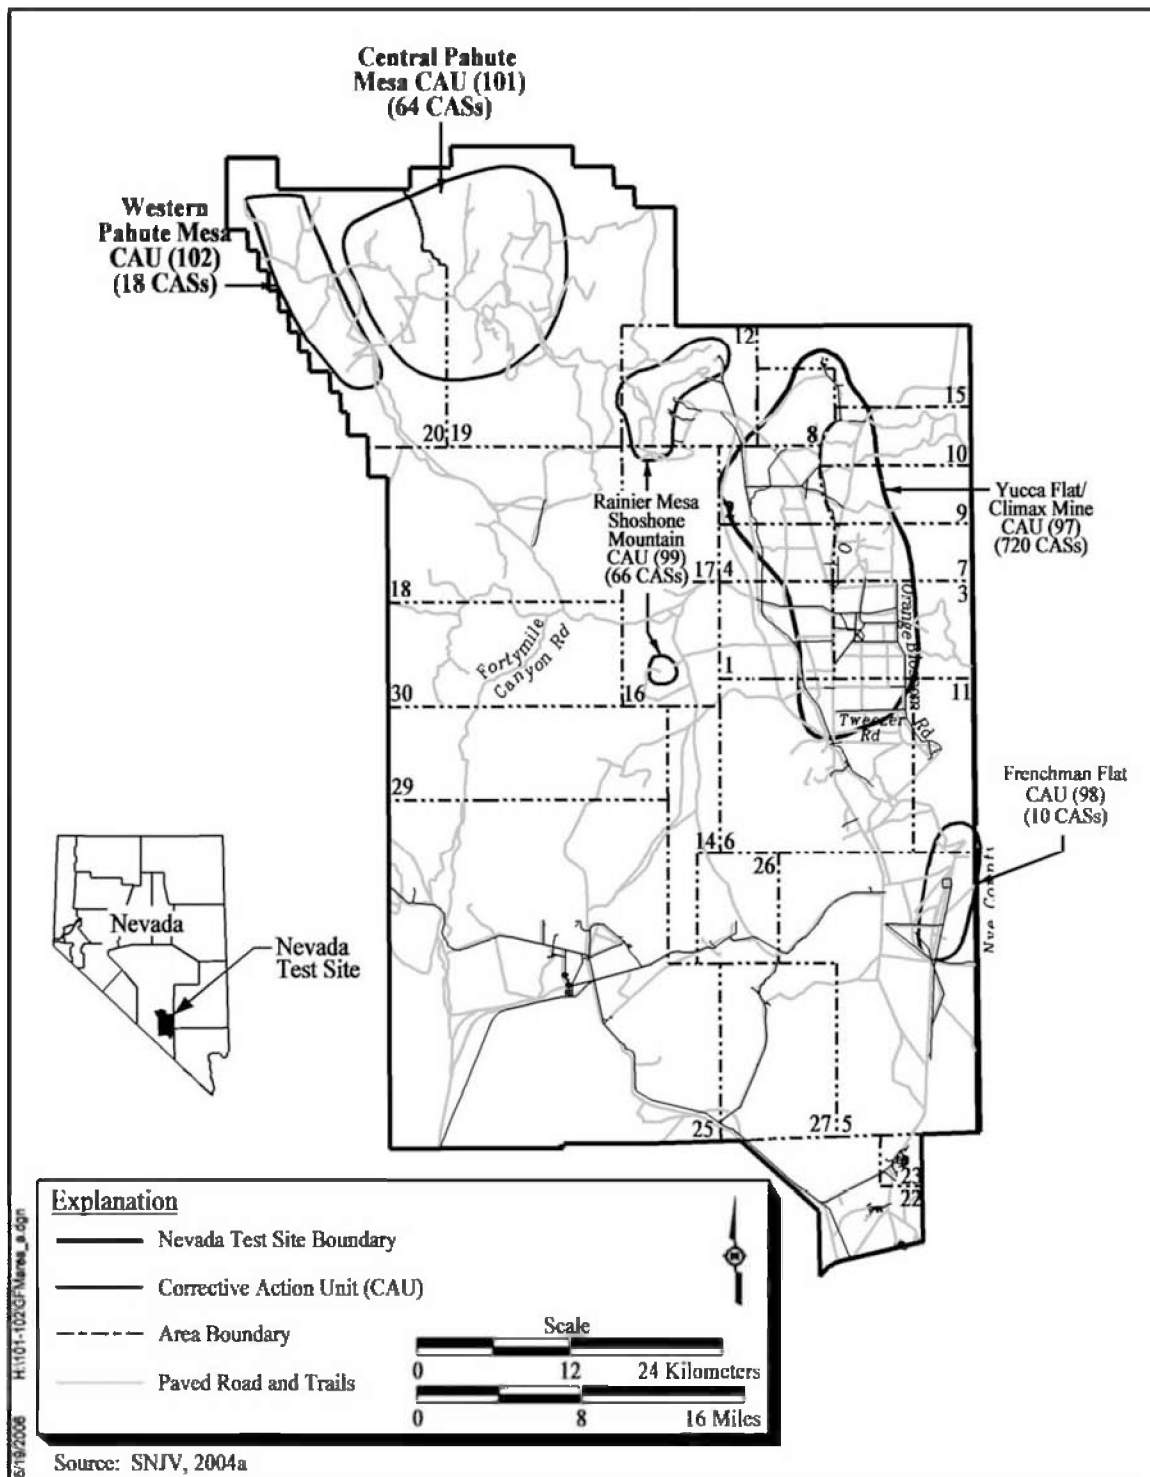 Central Pahute
Mesa CAU (101)
(64 CASs)
Western
Pahute Mesa
CAU (102)
(18 CASs)
12
15
20 19
8
10
Rainier Mesa
Shoshone
Mountain
CAU (99)
(66 CASs)
Yucca Flat/
Climax Mine
CAU (97)
(720 CASs)
9
17 4
7
3
18
Orange Blossom Rd
Fortymile
Canyon Rd
1
30
16
11
Tweezer
Rd
Frenchman Flat
CAU (98)
(10 CASs)
29
14 6
26
Nye County
Nevada
Nevada
Test Site
25
27 5
23
22
Explanation
Nevada Test Site Boundary
Corrective Action Unit (CAU)
Area Boundary
Paved Road and Trails
N
Scale
0 12 24 Kilometers
0 8 16 Miles
Source: SNJV, 2004a
5/19/2006